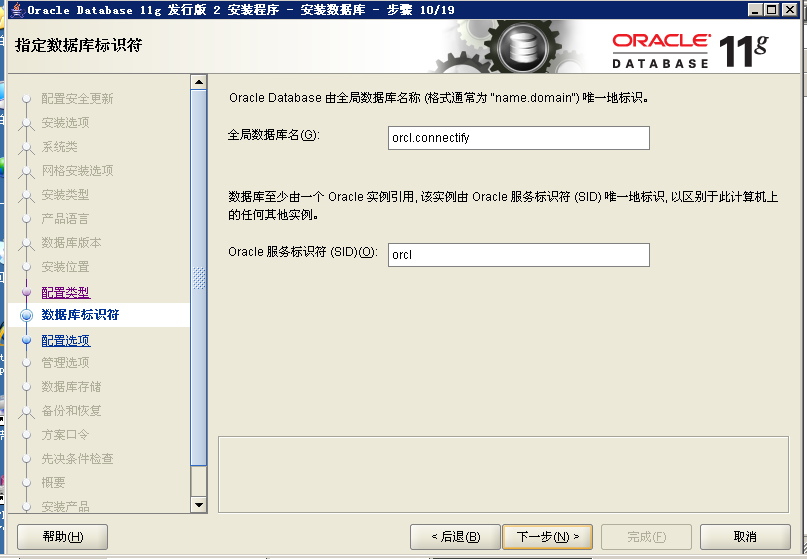 Oracle Database 11g 发行版 2 安装程序 - 安装数据库 - 步骤 10/19
指定数据库标识符
ORACLE
DATABASE 11g
配置安全更新
安装选项
系统类
网格安装选项
安装类型
产品语言
数据库版本
安装位置
配置类型
数据库标识符
配置选项
管理选项
数据库存储
备份和恢复
方案口令
先决条件检查
概要
安装产品
Oracle Database 由全局数据库名称 (格式通常为 "name.domain") 唯一地标识。
全局数据库名(G):
orcl.connectify
数据库至少由一个 Oracle 实例引用, 该实例由 Oracle 服务标识符 (SID) 唯一地标识, 以区别于此计算机上
的任何其他实例。
Oracle 服务标识符 (SID)(O):
orcl
帮助(H)
< 后退(B)
下一步(N) >
完成(F)
取消